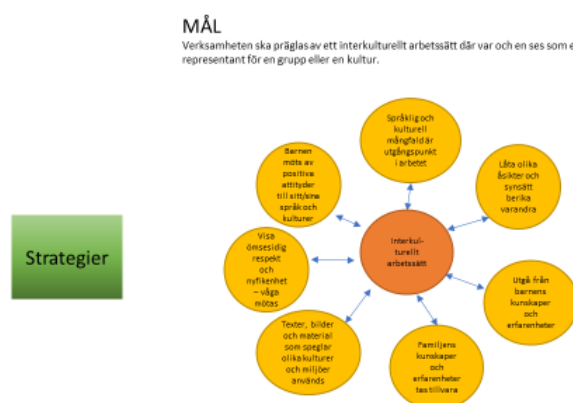 MÅL
Verksamheten ska präglas av ett interkulturellt arbetssätt där var och en ses som e
representant för en grupp eller en kultur.
Språklig och
kulturell
mångfald är
utgångspunkt
i arbetet
Barnen
möts av
positiva
attityder
till sitt/sina
språk och
kulturer
Låta olika
åsikter och
synsätt
berika
varandra
Strategier
Visa
ömsesidig
respekt
och
nyfikenhet
– våga
mötas
Interkul-
turellt
arbetssätt
Utgå från
barnens
kunskaper
och
erfarenheter
Texter, bilder
och material
som speglar
olika kulturer
och miljöer
används
Familjens
kunskaper
och
erfarenheter
tas tillvara